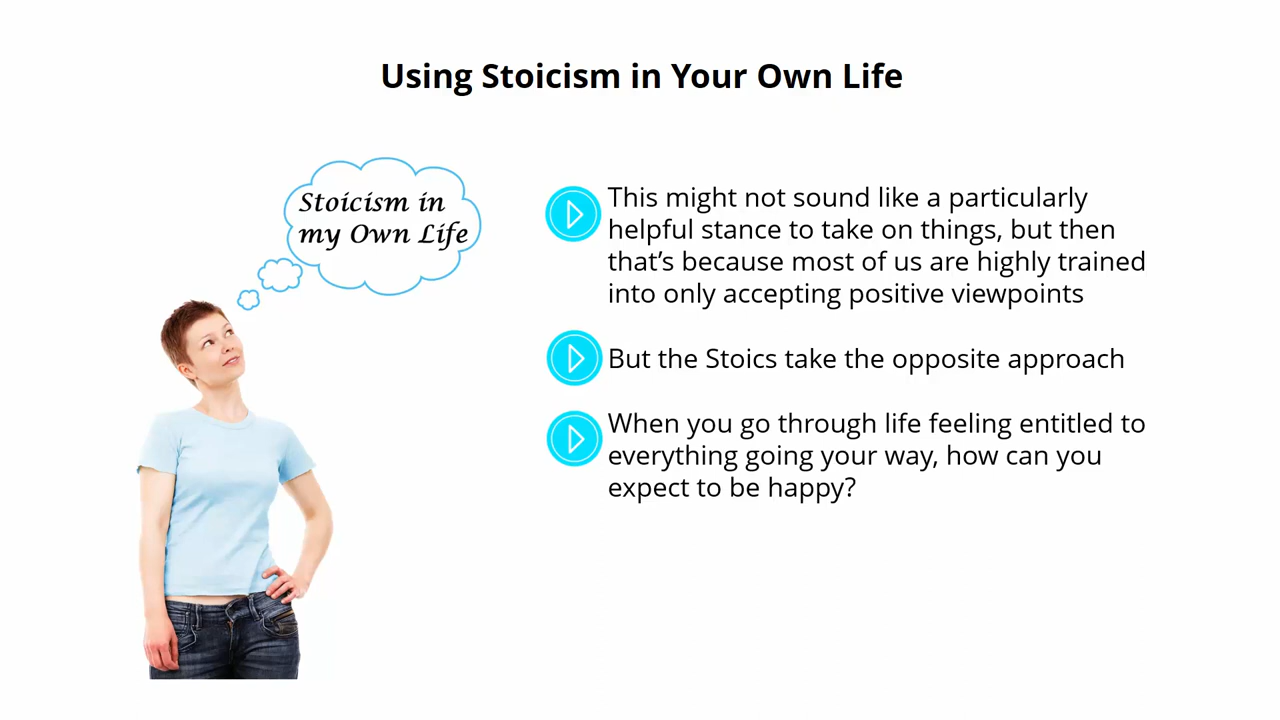 Using Stoicism in Your Own Life
Stoicism in
my Own Life
This might not sound like a particularly
helpful stance to take on things, but then
that’s because most of us are highly trained
into only accepting positive viewpoints
But the Stoics take the opposite approach
When you go through life feeling entitled to
everything going your way, how can you
expect to be happy?